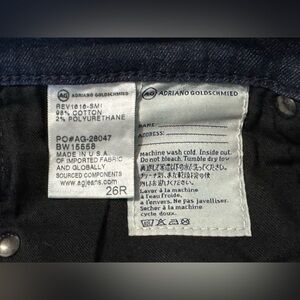 AG ADRIANO GOLDSCHMIED
REV1616-SMI
98% COTTON
2% POLYURETHANE
PO#AG-28047
BW15558
MADE IN U.S.A.
OF IMPORTED FABRIC
AND GLOBALLY
SOURCED COMPONENTS
www.agjeans.com
26R
AG ADRIANO GOLDSCHMIED
NAME:
ADDRESS:
Machine wash cold. Inside out.
Do not bleach. Tumble dry low.
Laver à la machine
à l'eau froide,
à l'envers. Ne pas javelliser.
Sécher à la machine
cycle doux.